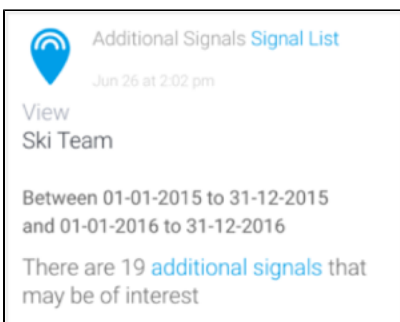 Additional Signals Signal List
Jun 26 at 2:02 pm
View
Ski Team
Between 01-01-2015 to 31-12-2015
and 01-01-2016 to 31-12-2016
There are 19 additional signals that
may be of interest